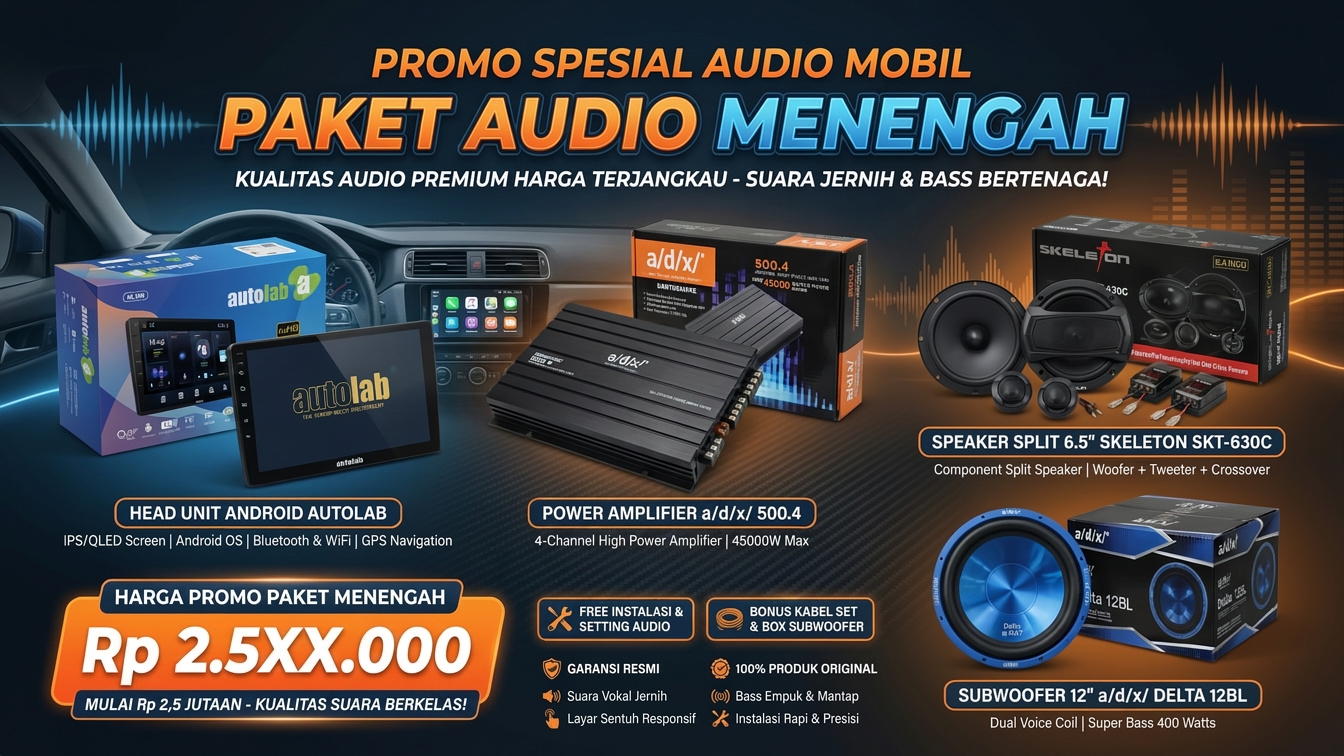 PROMO SPESIAL AUDIO MOBIL
PAKET AUDIO MENENGAH
KUALITAS AUDIO PREMIUM HARGA TERJANGKAU - SUARA JERNIH & BASS BERTENAGA!
autolab
autolab
autolab
HEAD UNIT ANDROID AUTOLAB
IPS/QLED Screen | Android OS | Bluetooth & WiFi | GPS Navigation
a/d/x/
500.4
45000
a/d/x/
POWER AMPLIFIER a/d/x/ 500.4
4-Channel High Power Amplifier | 45000W Max
SKELETON
SPEAKER SPLIT 6.5" SKELETON SKT-630C
Component Split Speaker | Woofer + Tweeter + Crossover
a/d/x/
12BL
SUBWOOFER 12" a/d/x/ DELTA 12BL
Dual Voice Coil | Super Bass 400 Watts
HARGA PROMO PAKET MENENGAH
Rp 2.5XX.000
MULAI Rp 2,5 JUTAAN - KUALITAS SUARA BERKELAS!
FREE INSTALASI &
SETTING AUDIO
BONUS KABEL SET
& BOX SUBWOOFER
GARANSI RESMI
100% PRODUK ORIGINAL
Suara Vokal Jernih
Bass Empuk & Mantap
Layar Sentuh Responsif
Instalasi Rapi & Presisi